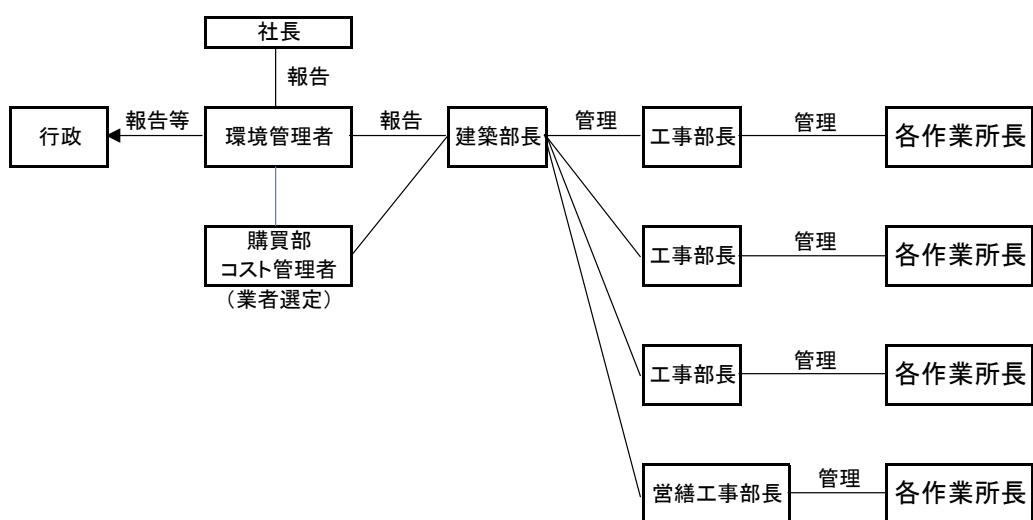 社長
報告
行政
報告等
環境管理者
報告
建築部長
管理
工事部長
管理
各作業所長
購買部
コスト管理者
（業者選定）
工事部長
管理
各作業所長
工事部長
管理
各作業所長
営繕工事部長
管理
各作業所長